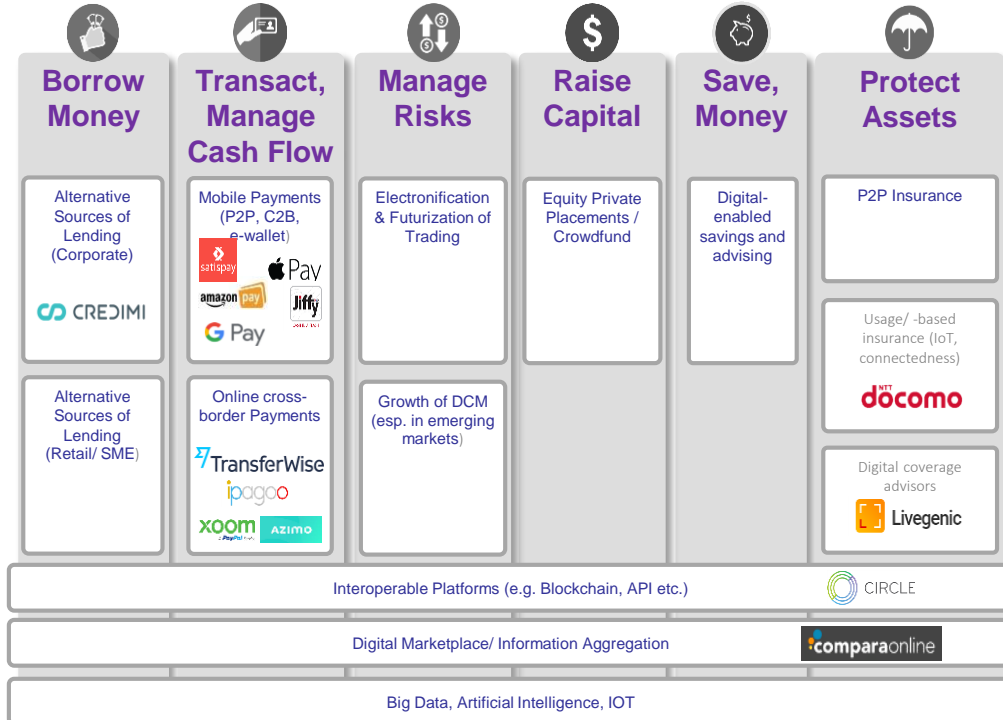 Borrow
Money
Transact,
Manage
Cash Flow
Manage
Risks
Raise
Capital
Save,
Money
Protect
Assets
Alternative
Sources of
Lending
(Corporate)
CREDIMI
Mobile Payments
(P2P, C2B,
e-wallet)
satispay
Pay
amazon pay
Jiffy
G Pay
Electronification
& Futurization of
Trading
Equity Private
Placements /
Crowdfund
Digital-
enabled
savings and
advising
P2P Insurance
Usage/ -based
insurance (IoT,
connectedness)
NTT
döcomo
Alternative
Sources of
Lending
(Retail/ SME)
Online cross-
border Payments
TransferWise
ipagoo
xoom
PayPal
AZIMO
Growth of DCM
(esp. in emerging
markets)
Digital coverage
advisors
Livegenic
Interoperable Platforms (e.g. Blockchain, API etc.)
CIRCLE
Digital Marketplace/ Information Aggregation
comparaonline
Big Data, Artificial Intelligence, IOT